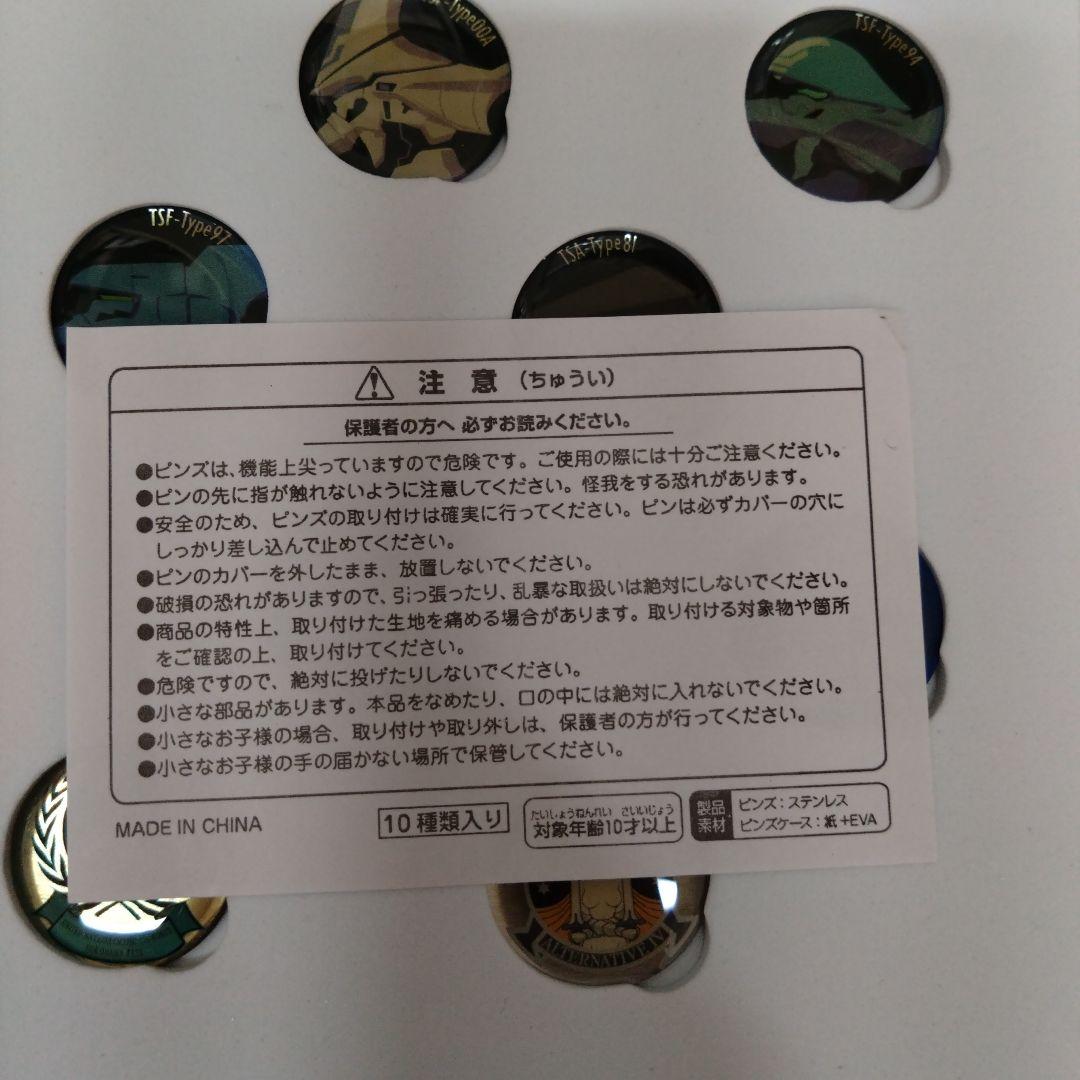 Type00A
TSF-Type94
TSF-Type97
TSA-Type81
注 意 (ちゅうい)
保護者の方へ 必ずお読みください。
●ピンズは、機能上尖っていますので危険です。ご使用の際には十分ご注意ください。
●ピンの先に指が触れないように注意してください。怪我をする恐れがあります。
●安全のため、ピンズの取り付けは確実に行ってください。ピンは必ずカバーの穴に
しっかり差し込んで止めてください。
●ピンのカバーを外したまま、放置しないでください。
●破損の恐れがありますので、引っ張ったり、乱暴な取扱いは絶対にしないでください。
●商品の特性上、取り付けた生地を痛める場合があります。取り付ける対象物や箇所
をご確認の上、取り付けてください。
●危険ですので、絶対に投げたりしないでください。
●小さな部品があります。本品をなめたり、口の中には絶対に入れないでください。
●小さなお子様の場合、取り付けや取り外しは、保護者の方が行ってください。
●小さなお子様の手の届かない場所で保管してください。
MADE IN CHINA
10種類入り
たいしょうねんれい さいいじょう
対象年齢10才以上
製品
素材
ピンズ:ステンレス
ピンズケース:紙+EVA
ALTERNATIVE IV